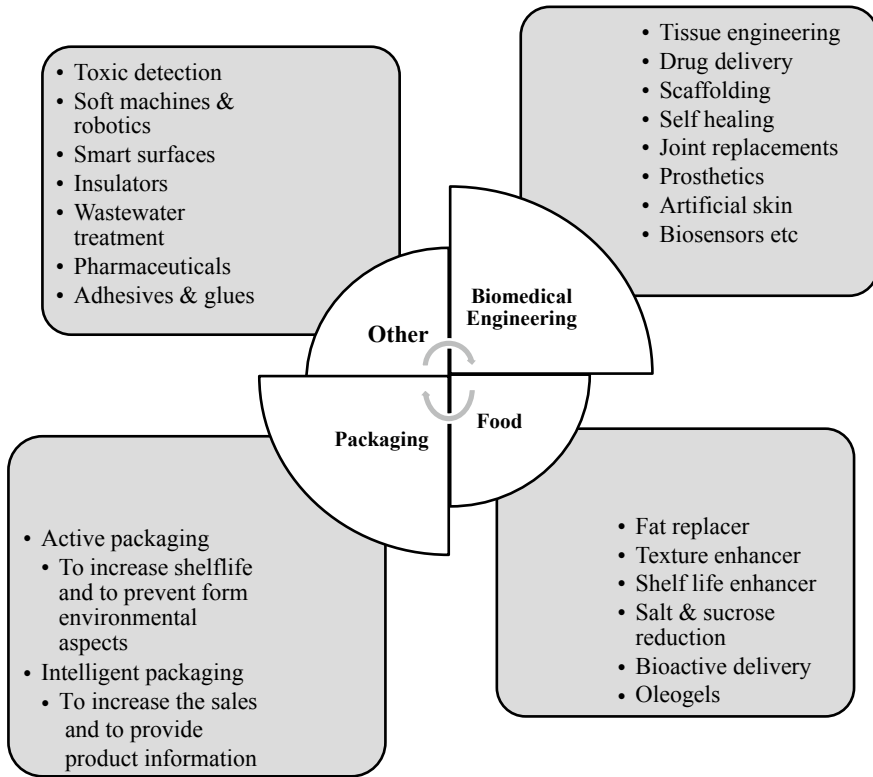 • Toxic detection
• Soft machines &
robotics
• Smart surfaces
• Insulators
• Wastewater
treatment
• Pharmaceuticals
• Adhesives & glues
• Tissue engineering
• Drug delivery
• Scaffolding
• Self healing
• Joint replacements
• Prosthetics
• Artificial skin
• Biosensors etc
Other
Biomedical
Engineering
Packaging
Food
• Active packaging
• To increase shelflife
and to prevent form
environmental
aspects
• Intelligent packaging
• To increase the sales
and to provide
product information
• Fat replacer
• Texture enhancer
• Shelf life enhancer
• Salt & sucrose
reduction
• Bioactive delivery
• Oleogels